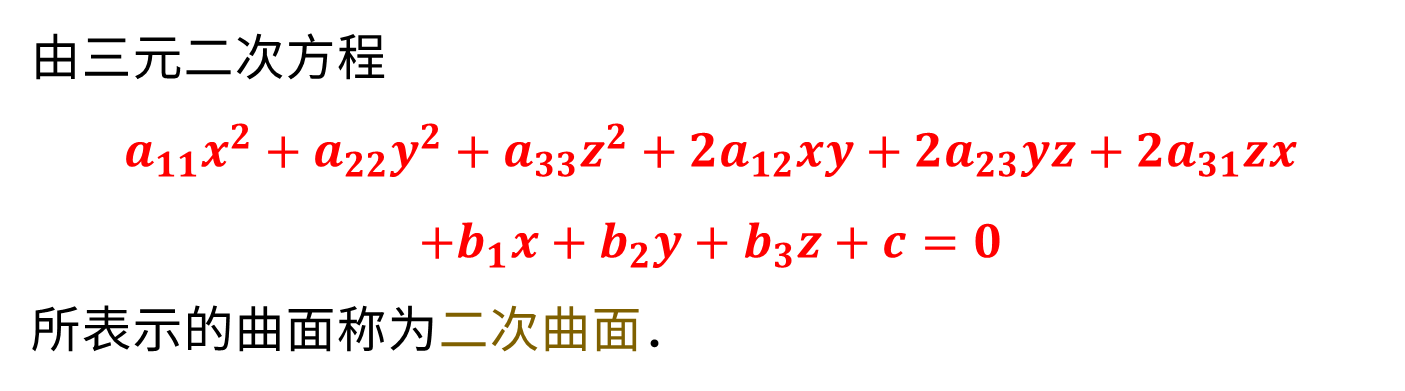 由三元二次方程
a₁₁x² + a₂₂y² + a₃₃z² + 2a₁₂xy + 2a₂₃yz + 2a₃₁zx
+b₁x + b₂y + b₃z + c = 0
所表示的曲面称为二次曲面.